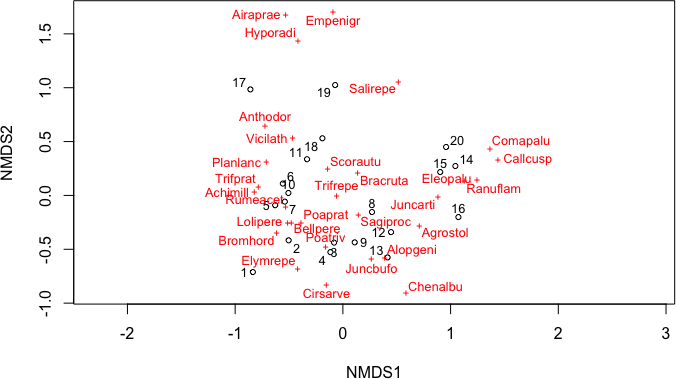 Airaprae
Empenigr
1.5
Hyporadi
17
19
Salirepe
1.0
Anthodor
NMDS2
0.5
Vicilath
18
20
Comapalu
11
Scorautu
15
14
Callcusp
Planlanc
6
Trifprat
10
Trifrepe
Bracruta
Eleopalu
Ranuflam
Achimill
Rumeacet
0.0
5
7
8
Juncarti
16
Lolipere
Poaprat
Sagiproc
Bellpere
12
Agrostol
Bromhord
Poatriv
9
-0.5
2
3
13
Alopgeni
Elymrepe
4
Juncbufo
1
Cirsarve
Chenalbu
-1.0
-2
-1
0
1
2
3
NMDS1